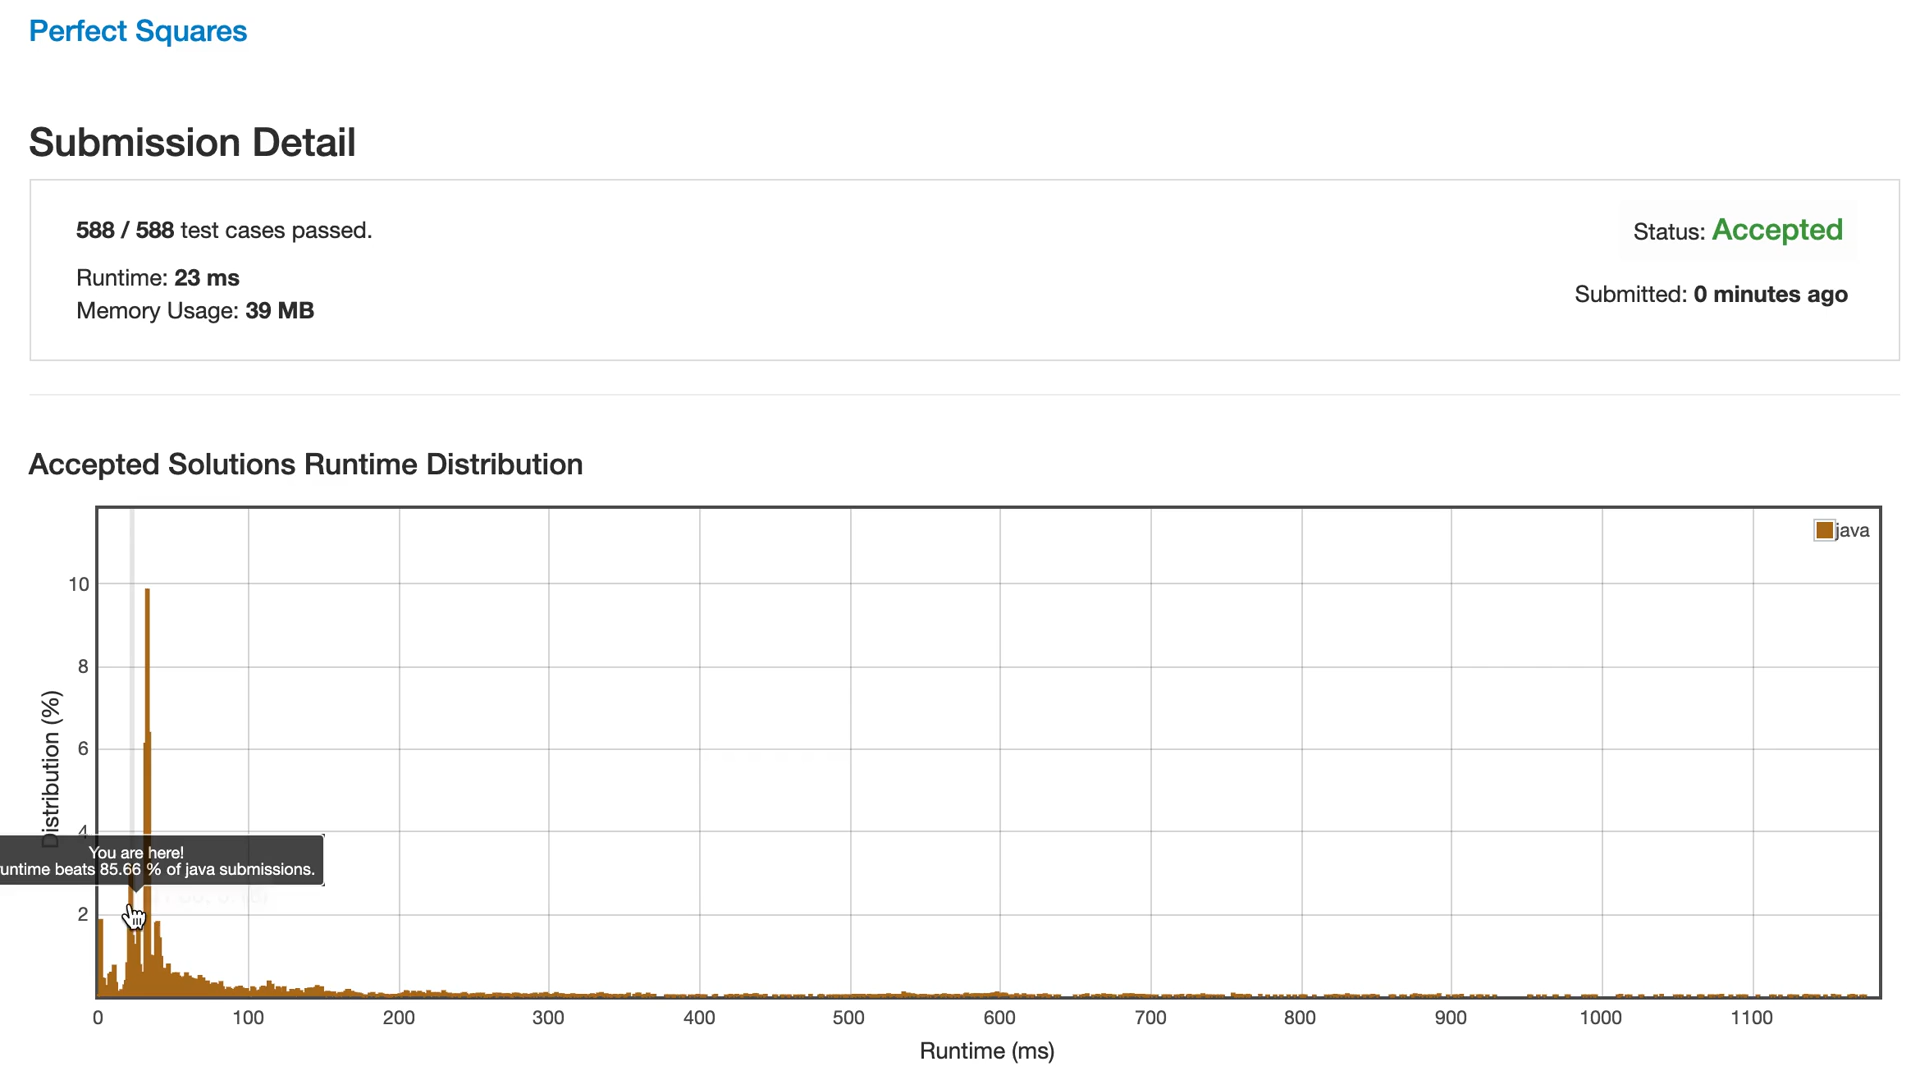 Perfect Squares
Submission Detail
588 / 588 test cases passed.
Status: Accepted
Runtime: 23 ms
Memory Usage: 39 MB
Submitted: 0 minutes ago
Accepted Solutions Runtime Distribution
java
10
8
6
4
2
Distribution (%)
You are here!
untime beats 85.66 % of java submissions.
0 100 200 300 400 500 600 700 800 900 1000 1100
Runtime (ms)